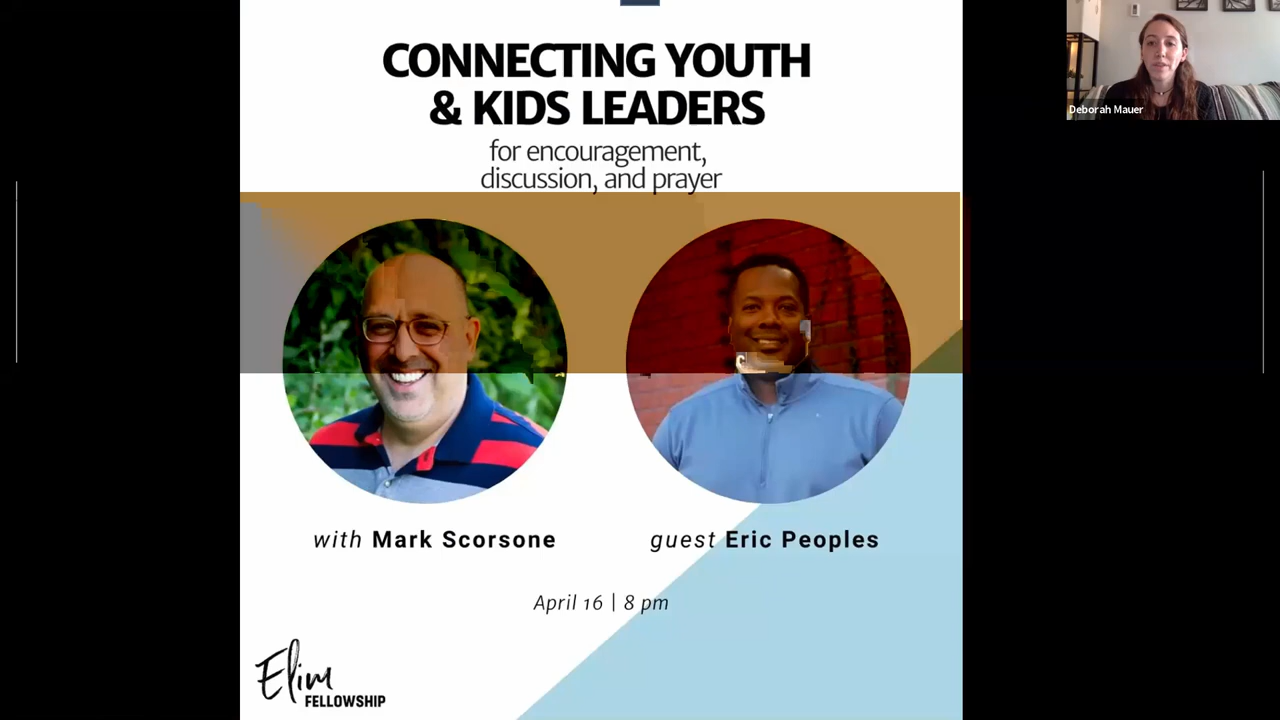 CONNECTING YOUTH
& KIDS LEADERS
for encouragement,
discussion, and prayer
Deborah Mauer
with Mark Scorsone
guest Eric Peoples
April 16 | 8 pm
Elim
FELLOWSHIP